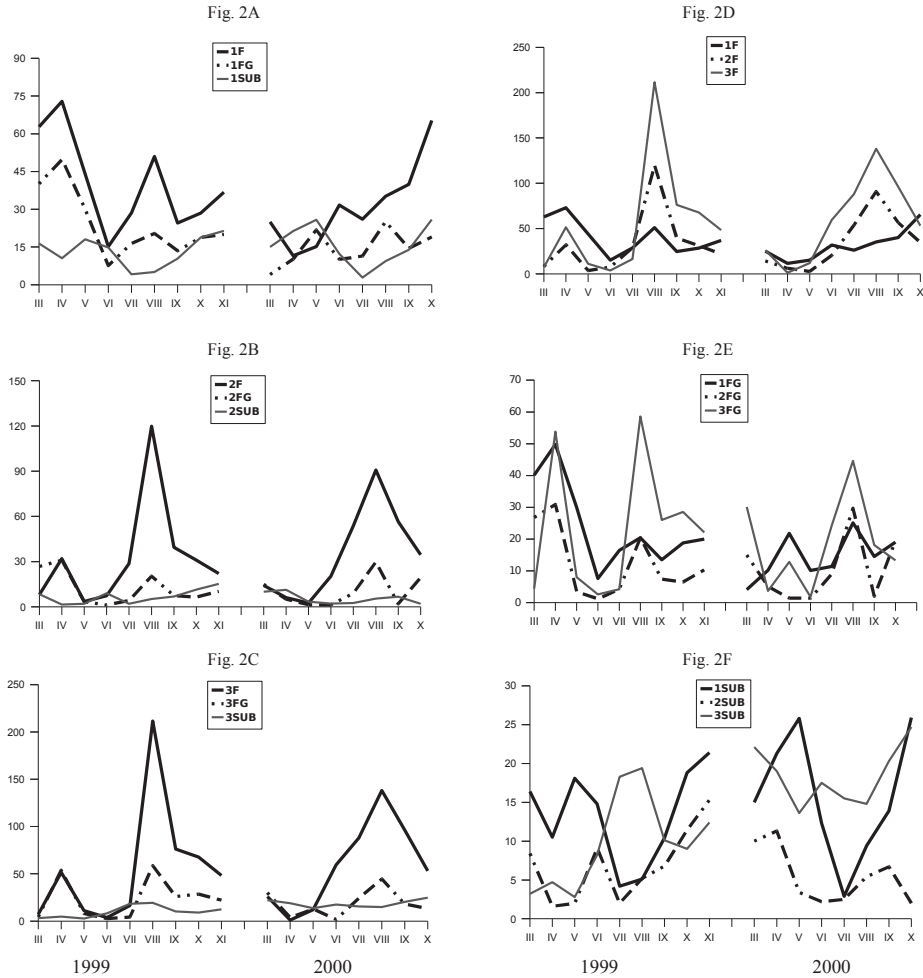 Fig. 2A
1F
1FG
1SUB
90
75
60
45
30
15
0
III IV V VI VII VIII IX X XI III IV V VI VII VIII IX X
Fig. 2D
1F
2F
3F
250
200
150
100
50
0
III IV V VI VII VIII IX X XI III IV V VI VII VIII IX X
Fig. 2B
2F
2FG
2SUB
150
120
90
60
30
0
III IV V VI VII VIII IX X XI III IV V VI VII VIII IX X
Fig. 2E
1FG
2FG
3FG
70
60
50
40
30
20
10
0
III IV V VI VII VIII IX X XI III IV V VI VII VIII IX X
Fig. 2C
3F
3FG
3SUB
250
200
150
100
50
0
III IV V VI VII VIII IX X XI III IV V VI VII VIII IX X
1999 2000
Fig. 2F
1SUB
2SUB
3SUB
30
25
20
15
10
5
0
III IV V VI VII VIII IX X XI III IV V VI VII VIII IX X
1999 2000